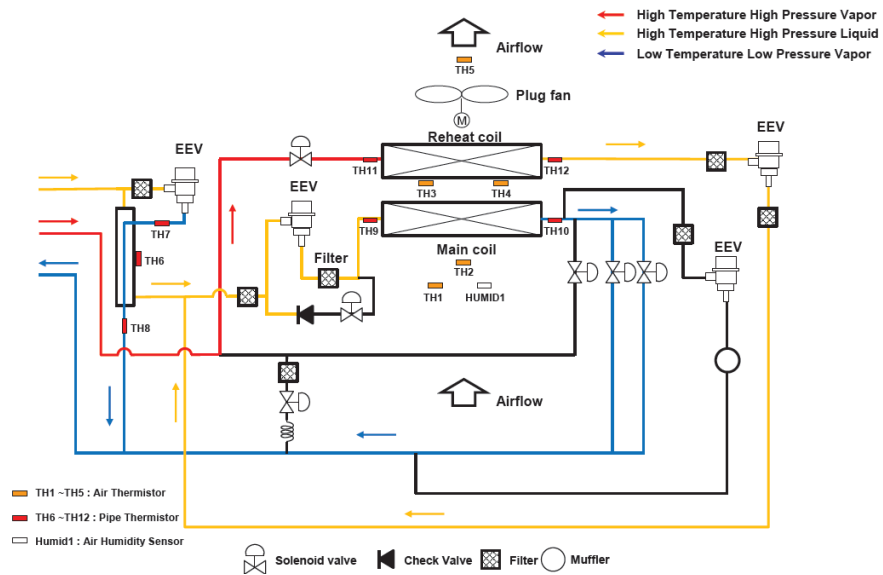 High Temperature High Pressure Vapor
High Temperature High Pressure Liquid
Low Temperature Low Pressure Vapor
Airflow
TH5
Plug fan
M
Reheat coil
EEV
EEV
TH11
TH12
TH3
TH4
EEV
TH7
TH9
TH10
Main coil
EEV
Filter
TH6
TH2
TH1
HUMID1
TH8
Airflow
TH1 ~TH5 : Air Thermistor
TH6 ~TH12 : Pipe Thermistor
Humid1 : Air Humidity Sensor
Solenoid valve
Check Valve
Filter
Muffler